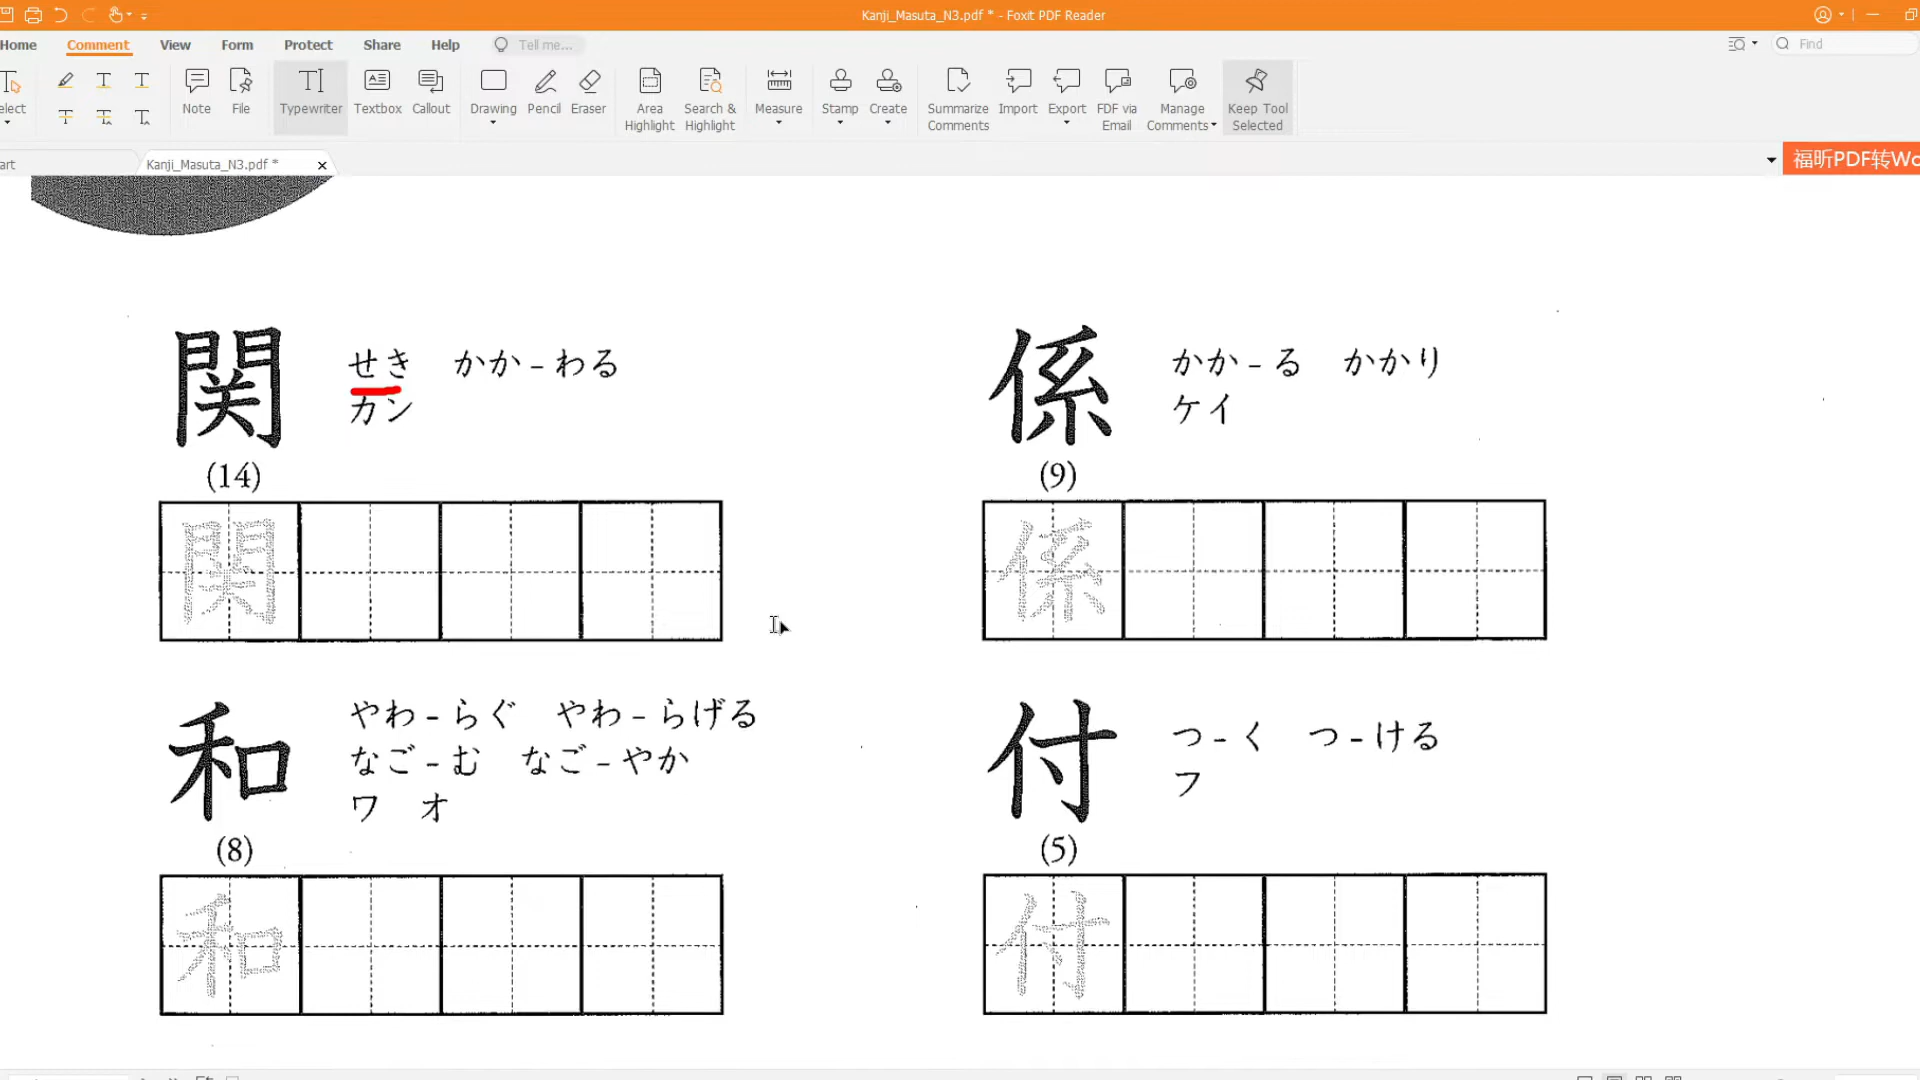 Kanji_Masuta_N3.pdf * - Foxit PDF Reader
Home Comment View Form Protect Share Help Tell me... Find
Note File Typewriter Textbox Callout Drawing Pencil Eraser Area Highlight Search & Highlight Measure Stamp Create Summarize Comments Import Export FDF via Email Manage Comments Keep Tool Selected
Kanji_Masuta_N3.pdf *
福昕PDF转Wo
関 せき かか-わる
カン
(14)
関
係 かか-る かかり
ケイ
(9)
係
和 やわ-らぐ やわ-らげる
なご-む なご-やか
ワ オ
(8)
和
付 つ-く つ-ける
フ
(5)
付